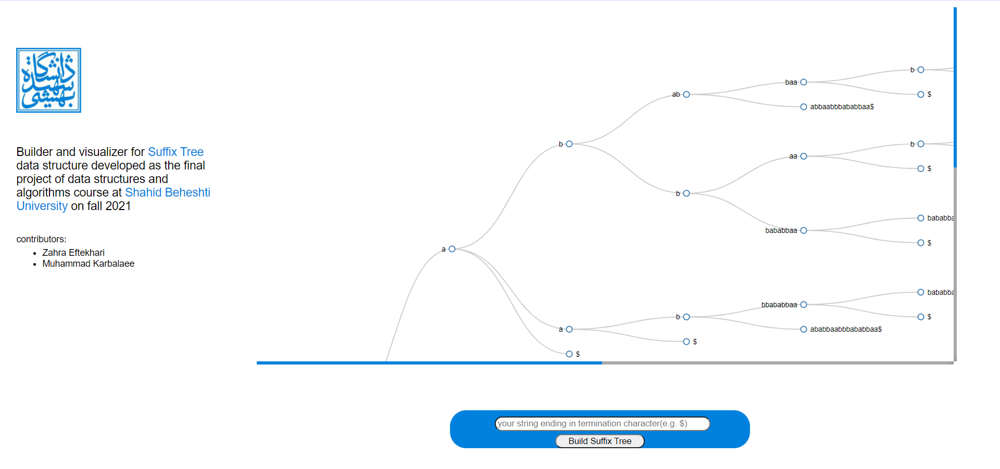 دانشگاه
شهید
بهشتی
Builder and visualizer for Suffix Tree
data structure developed as the final
project of data structures and
algorithms course at Shahid Beheshti
University on fall 2021
contributors:
Zahra Eftekhari
Muhammad Karbalaee
b
baa
ab
$
abbaabbbababbaa$
b
b
aa
$
b
bababba
bababbaa
$
a
bababba
bbababbaa
b
$
a
ababbaabbbababbaa$
$
$
your string ending in termination character(e.g. $)
Build Suffix Tree